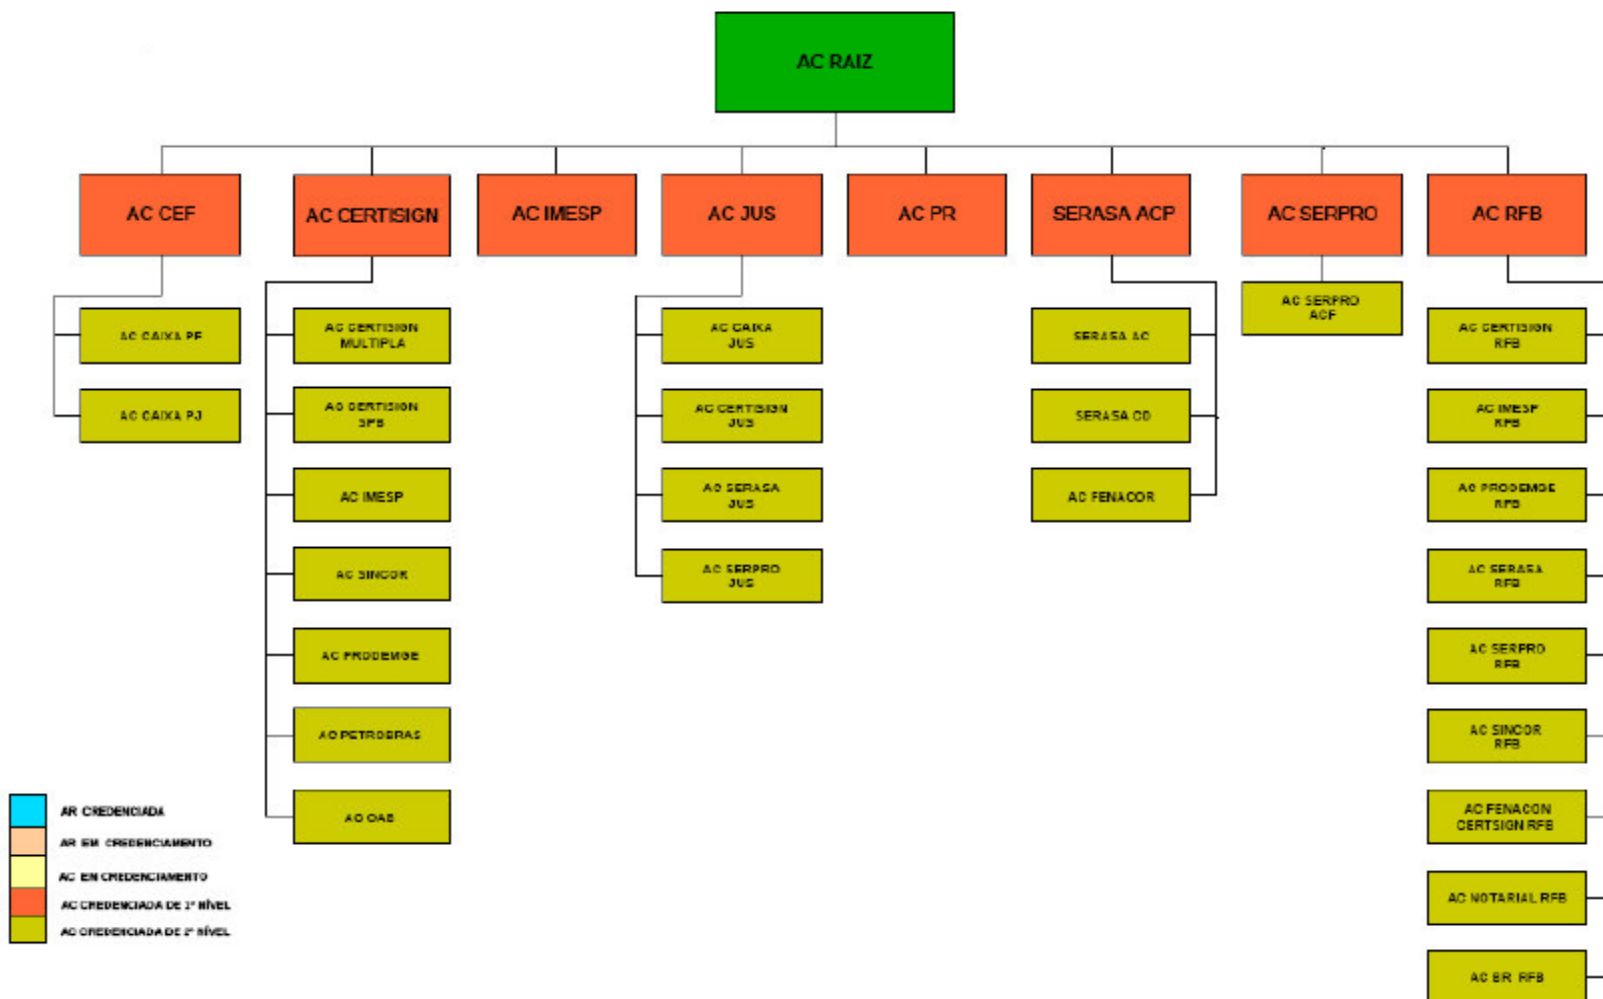 AC RAIZ
AC CEF
AC CERTISIGN
AC IMESP
AC JUS
AC PR
SERASA ACP
AC SERPRO
AC RFB
AC CAIXA PF
AC CAIXA PJ
AC CERTISIGN
MULTIPLA
AC CERTISIGN
SPB
AC IMESP
AC SINCOR
AC PRODEMGE
AC PETROBRAS
AC OAB
AC CAIXA
JUS
AC CERTISIGN
JUS
AC SERASA
JUS
AC SERPRO
JUS
SERASA AC
SERASA CD
AC FENACOR
AC SERPRO
ACF
AC CERTISIGN
RFB
AC IMESP
RFB
AC PRODEMGE
RFB
AC SERASA
RFB
AC SERPRO
RFB
AC SINCOR
RFB
AC FENACON
CERTSIGN RFB
AC NOTARIAL RFB
AC BR RFB
AR CREDENCIADA
AR EM CREDENCIAMENTO
AC EM CREDENCIAMENTO
AC CREDENCIADA DE 1º NÍVEL
AC CREDENCIADA DE 2º NÍVEL